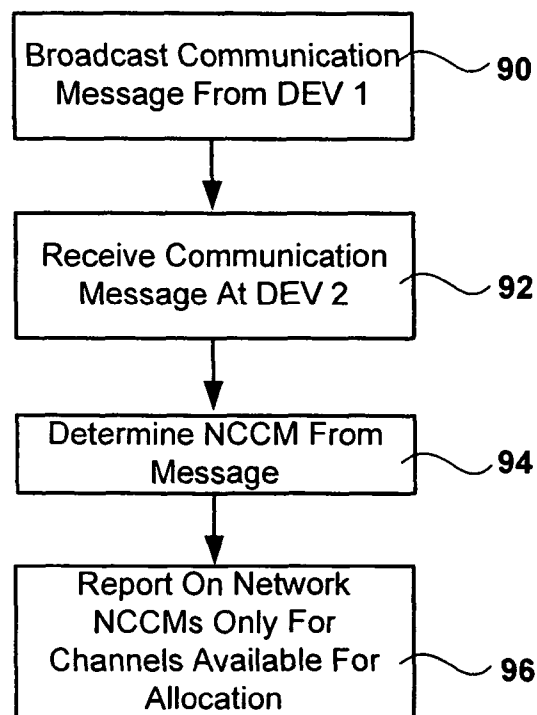 Broadcast Communication
Message From DEV 1
90
Receive Communication
Message At DEV 2
92
Determine NCCM From
Message
94
Report On Network
NCCMs Only For
Channels Available For
Allocation
96